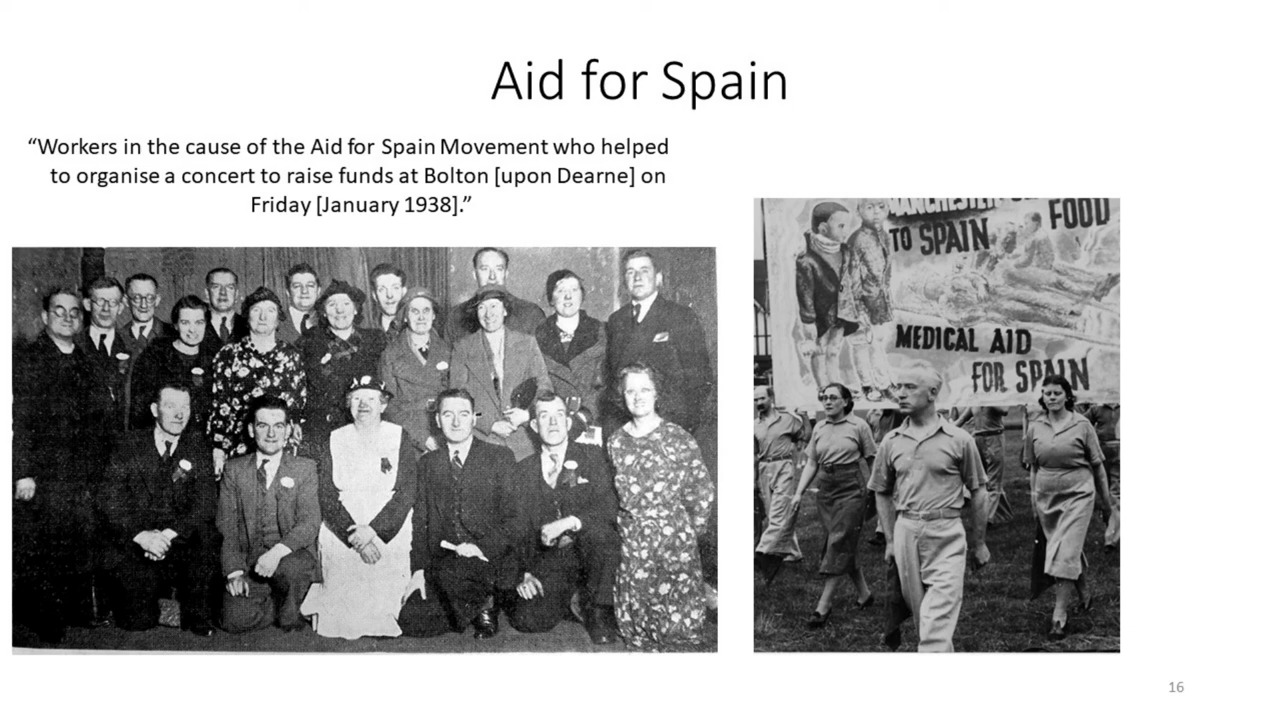 Aid for Spain
“Workers in the cause of the Aid for Spain Movement who helped
to organise a concert to raise funds at Bolton [upon Dearne] on
Friday [January 1938].”
MANCHESTER
FOOD
TO SPAIN
MEDICAL AID
FOR SPAIN
16